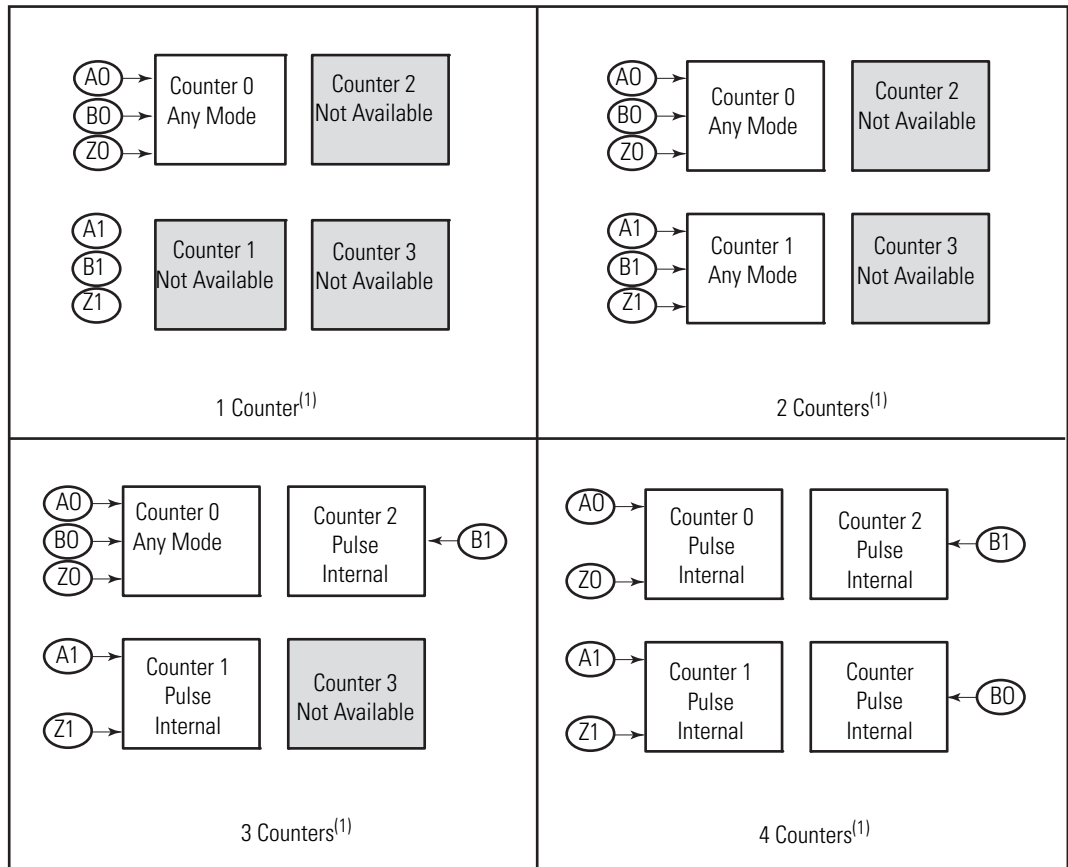 A0
B0
Z0
Counter 0
Any Mode
Counter 2
Not Available
A1
B1
Z1
Counter 1
Not Available
Counter 3
Not Available
1 Counter(1)
A0
B0
Z0
Counter 0
Any Mode
Counter 2
Not Available
A1
B1
Z1
Counter 1
Any Mode
Counter 3
Not Available
2 Counters(1)
A0
B0
Z0
Counter 0
Any Mode
Counter 2
Pulse
Internal
B1
A1
Z1
Counter 1
Pulse
Internal
Counter 3
Not Available
3 Counters(1)
A0
Z0
Counter 0
Pulse
Internal
Counter 2
Pulse
Internal
B1
A1
Z1
Counter 1
Pulse
Internal
Counter
Pulse
Internal
B0
4 Counters(1)